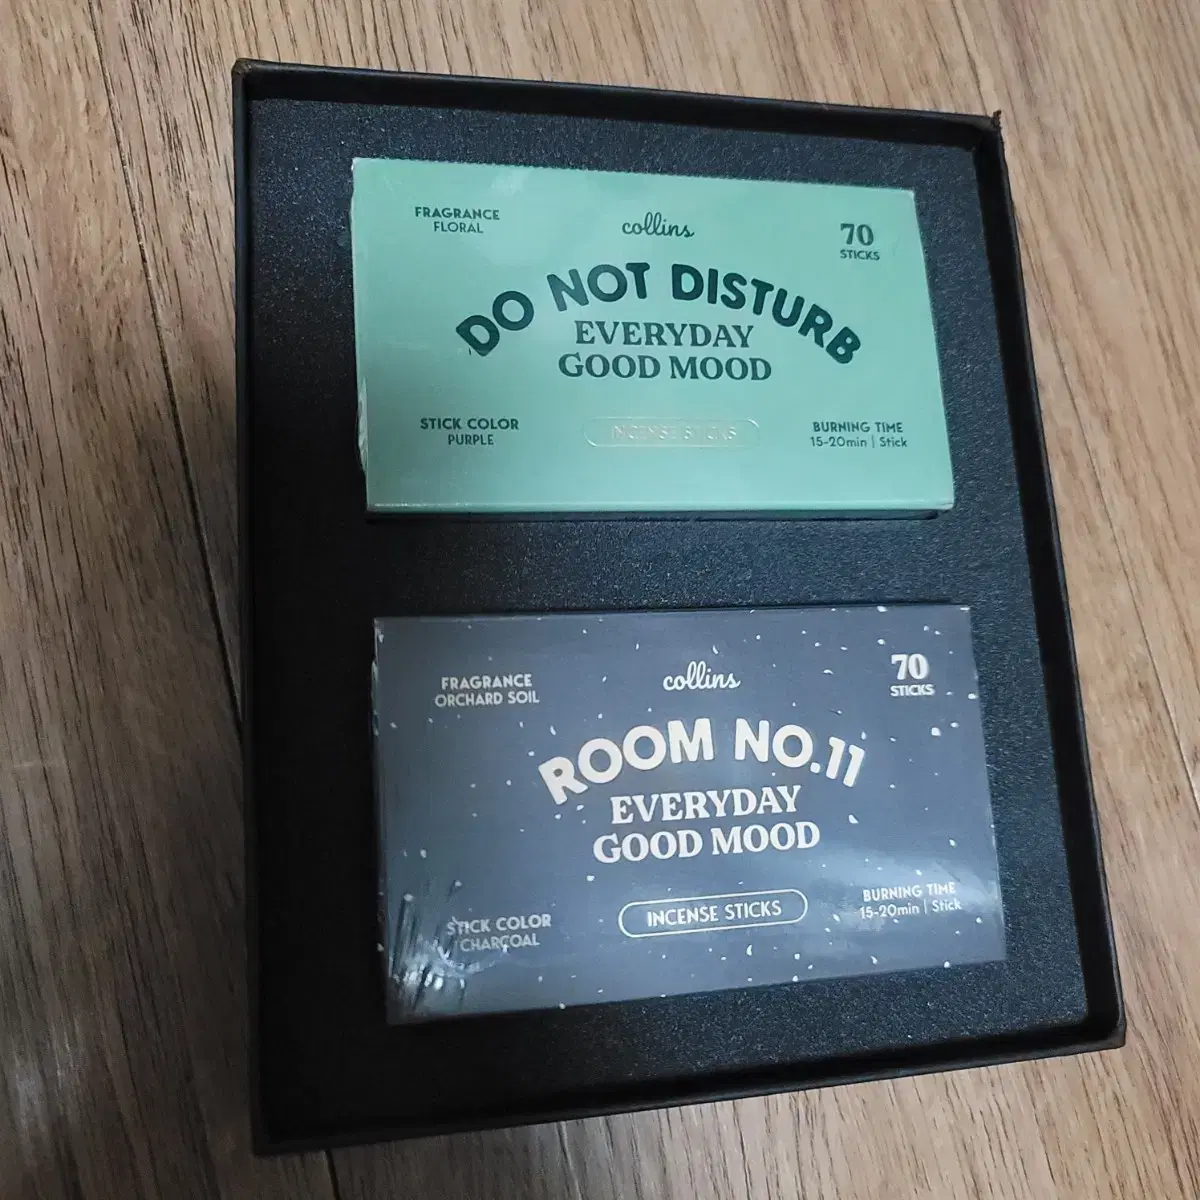 FRAGRANCE
FLORAL
collins
70
STICKS
DO NOT DISTURB
EVERYDAY
GOOD MOOD
STICK COLOR
PURPLE
INCENSE STICKS
BURNING TIME
15-20min | Stick
FRAGRANCE
ORCHARD SOIL
collins
70
STICKS
ROOM NO.11
EVERYDAY
GOOD MOOD
STICK COLOR
CHARCOAL
INCENSE STICKS
BURNING TIME
15-20min | Stick